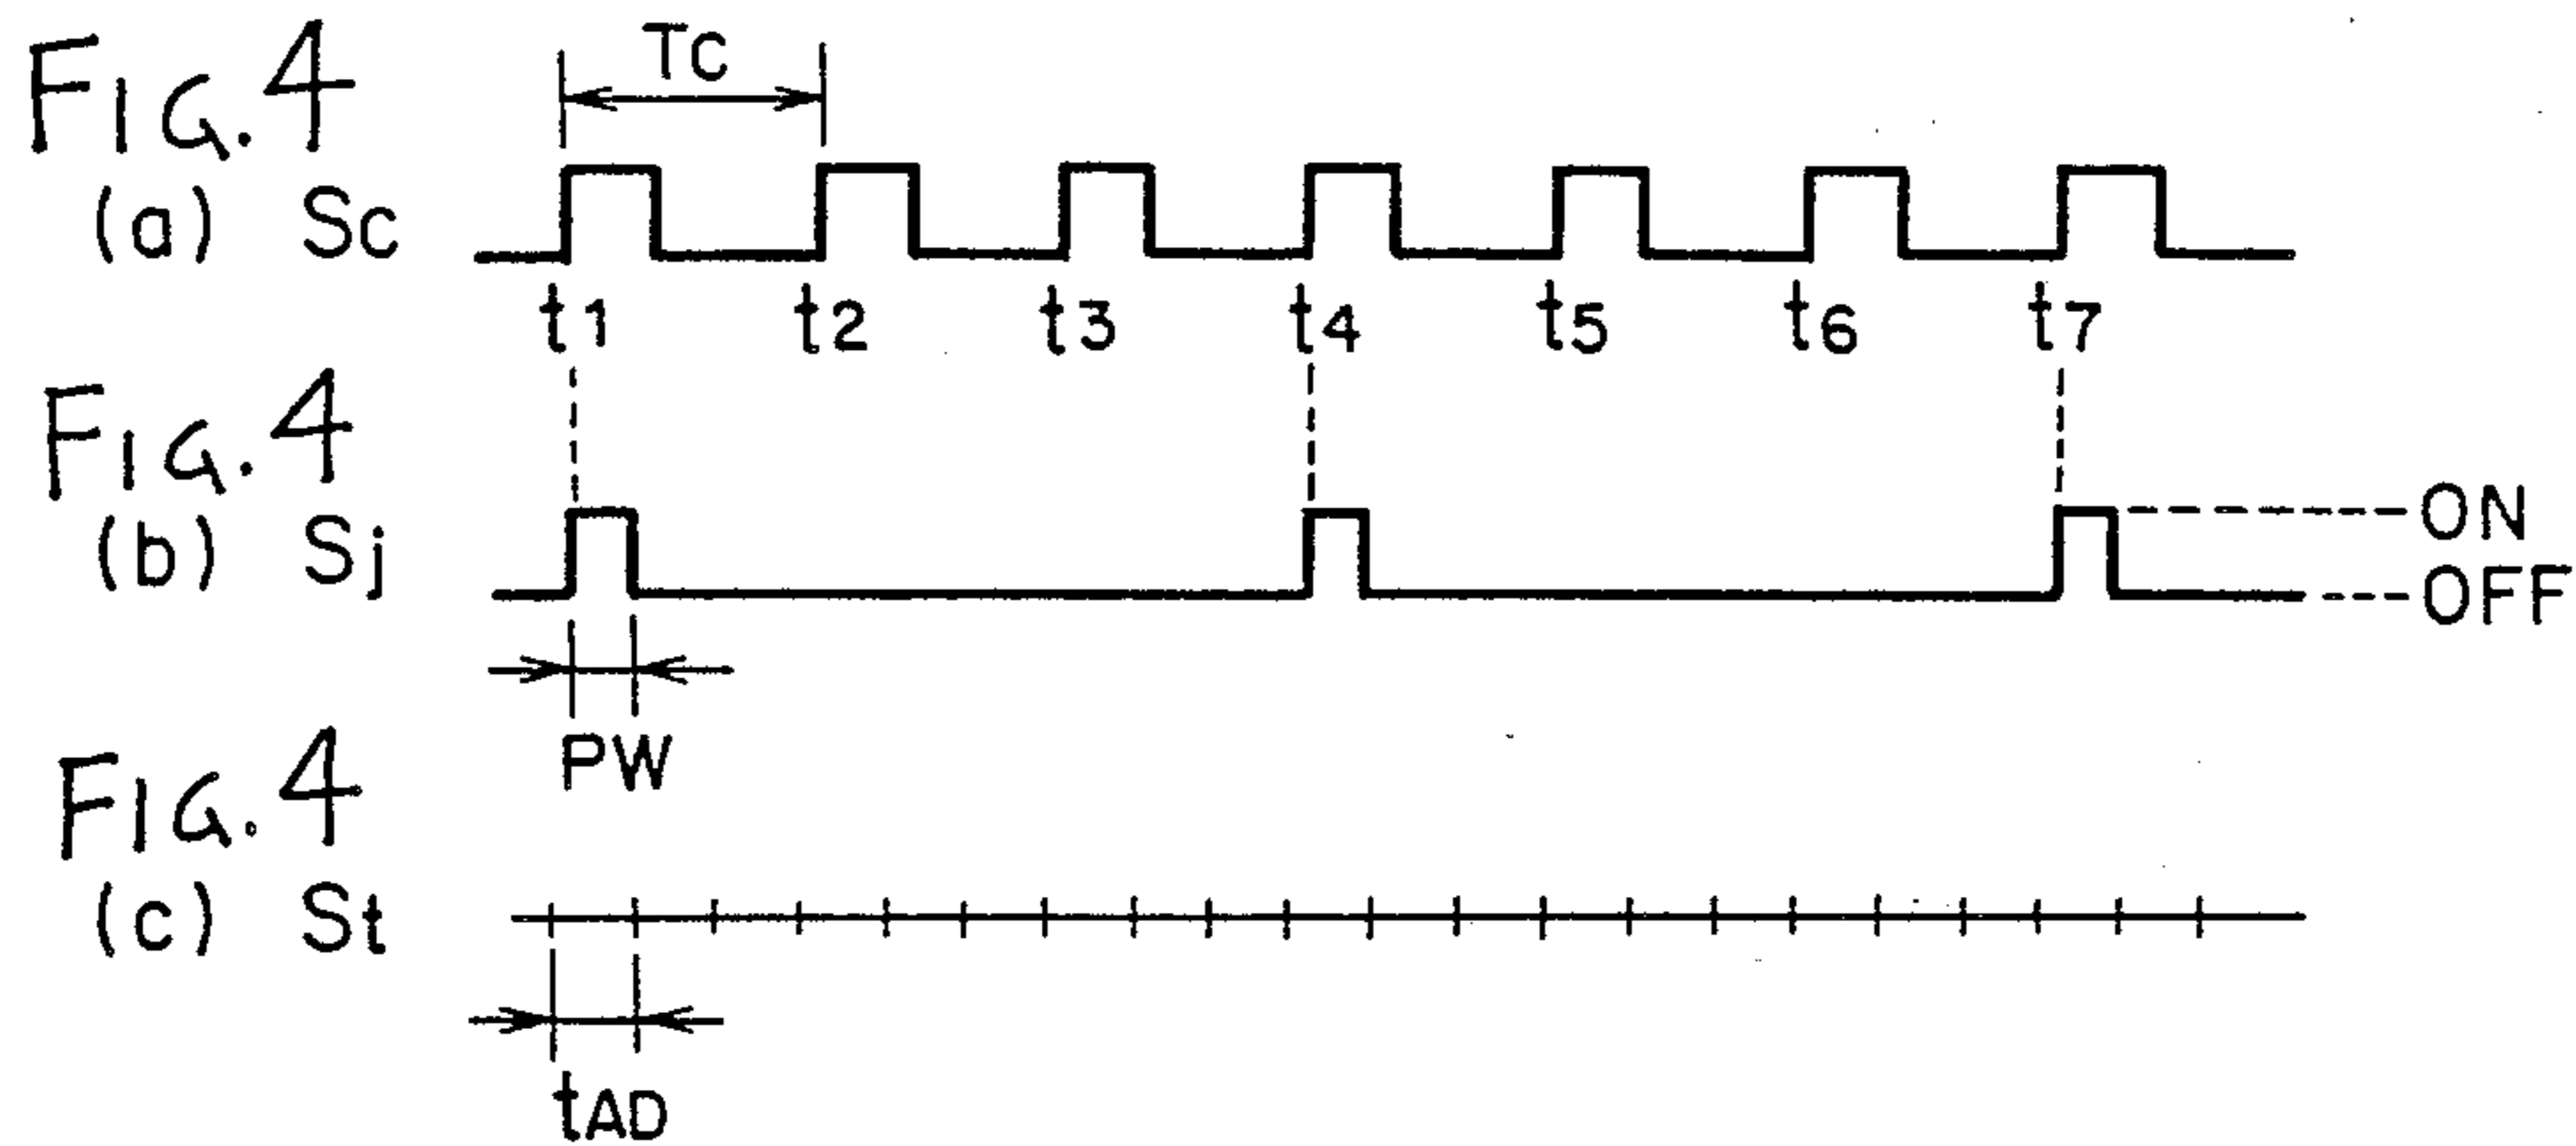 FIG. 4
(a) Sc
Tc
t1 t2 t3 t4 t5 t6 t7
FIG. 4
(b) Sj
ON
OFF
PW
FIG. 4
(c) St
tAD